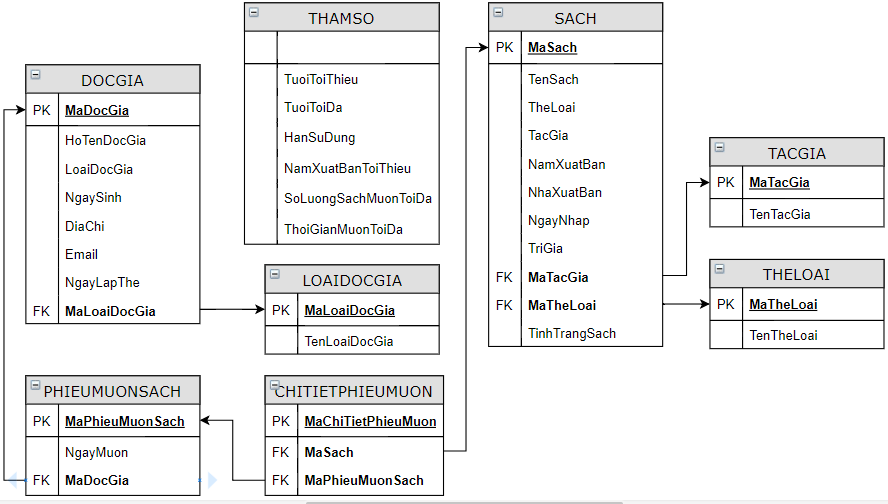 THAMSO
TuoiToiThieu
TuoiToiDa
HanSuDung
NamXuatBanToiThieu
SoLuongSachMuonToiDa
ThoiGianMuonToiDa
SACH
PK MaSach
TenSach
TheLoai
TacGia
NamXuatBan
NhaXuatBan
NgayNhap
TriGia
FK MaTacGia
FK MaTheLoai
TinhTrangSach
DOCGIA
PK MaDocGia
HoTenDocGia
LoaiDocGia
NgaySinh
DiaChi
Email
NgayLapThe
FK MaLoaiDocGia
TACGIA
PK MaTacGia
TenTacGia
LOAIDOCGIA
PK MaLoaiDocGia
TenLoaiDocGia
THELOAI
PK MaTheLoai
TenTheLoai
PHIEUMUONSACH
PK MaPhieuMuonSach
NgayMuon
FK MaDocGia
CHITIETPHIEUMUON
PK MaChiTietPhieuMuon
FK MaSach
FK MaPhieuMuonSach